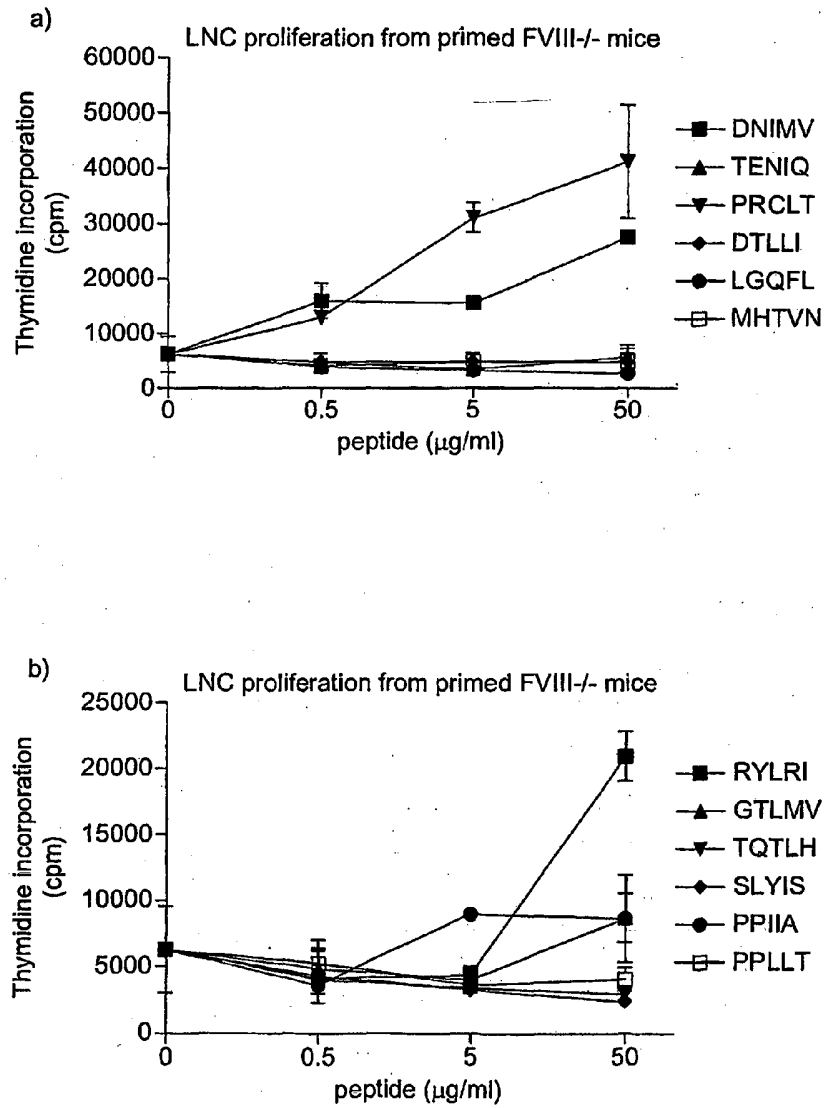 a)
LNC proliferation from primed FVIII-/- mice
Thymidine incorporation
(cpm)
60000
50000
40000
30000
20000
10000
0
0
0.5
5
50
peptide (μg/ml)
DNIMV
TENIQ
PRCLT
DTLLI
LGQFL
MHTVN
b)
LNC proliferation from primed FVIII-/- mice
Thymidine incorporation
(cpm)
25000
20000
15000
10000
5000
0
0
0.5
5
50
peptide (μg/ml)
RYLRI
GTLMV
TQTLH
SLYIS
PPIIA
PPLLT